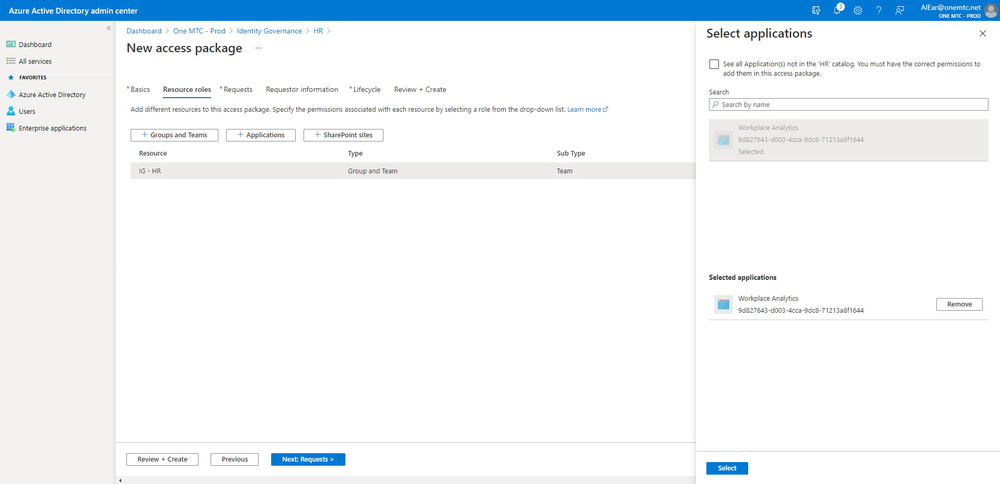 Azure Active Directory admin center
3
AlEar@onemtc.net
ONE MTC - PROD
«
Dashboard
All services
FAVORITES
Azure Active Directory
Users
Enterprise applications
Dashboard > One MTC - Prod > Identity Governance > HR >
New access package ...
* Basics Resource roles * Requests Requestor information * Lifecycle Review + Create
Add different resources to this access package. Specify the permissions associated with each resource by selecting a role from the drop-down list. Learn more
+ Groups and Teams + Applications + SharePoint sites
Resource Type Sub Type
IG - HR Group and Team Team
Review + Create Previous Next: Requests >
Select applications
See all Application(s) not in the 'HR' catalog. You must have the correct permissions to
add them in this access package.
Search
Search by name
Workplace Analytics
9d827643-d003-4cca-9dc8-71213a8f1644
Selected
Selected applications
Workplace Analytics
9d827643-d003-4cca-9dc8-71213a8f1644
Remove
Select